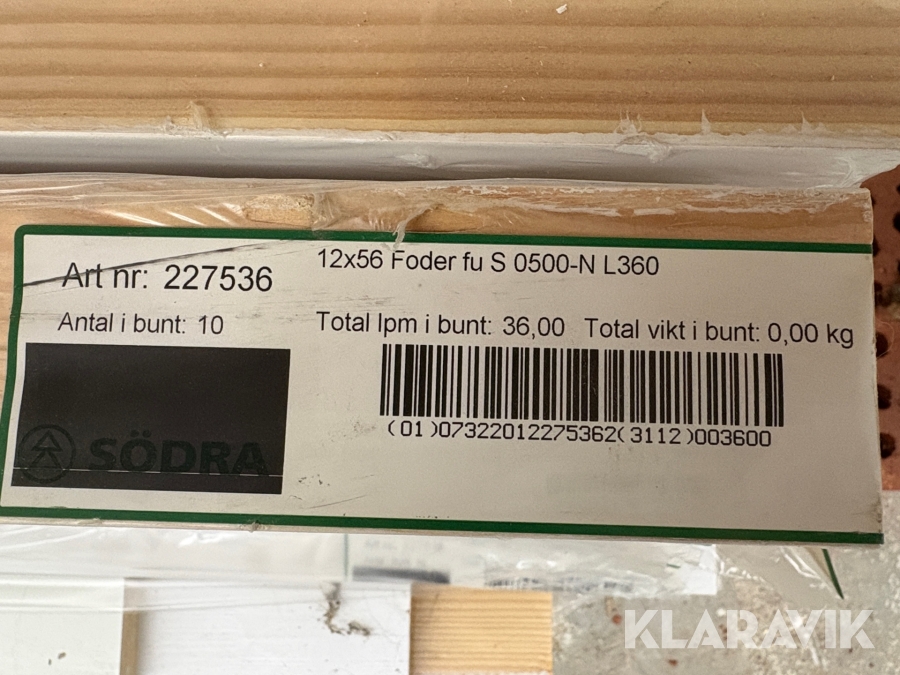 12x56 Foder fu S 0500-N L360
Art nr: 227536
Antal i bunt: 10
Total lpm i bunt: 36,00 Total vikt i bunt: 0,00 kg
(01)07322012275362(3112)003600
SÖDRA
KLARAVIK